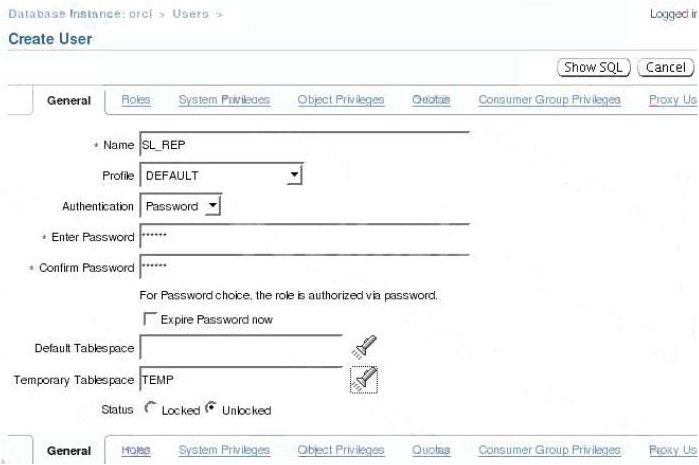 Database Instance: orcl > Users >
Logged in
Create User
Show SQL Cancel
General Roles System Privileges Object Privileges Quotas Consumer Group Privileges Proxy Us
* Name SL_REP
Profile DEFAULT
Authentication Password
* Enter Password ******
* Confirm Password ******
For Password choice, the role is authorized via password.
Expire Password now
Default Tablespace
Temporary Tablespace TEMP
Status Locked Unlocked
General Roles System Privileges Object Privileges Quotas Consumer Group Privileges Proxy Us